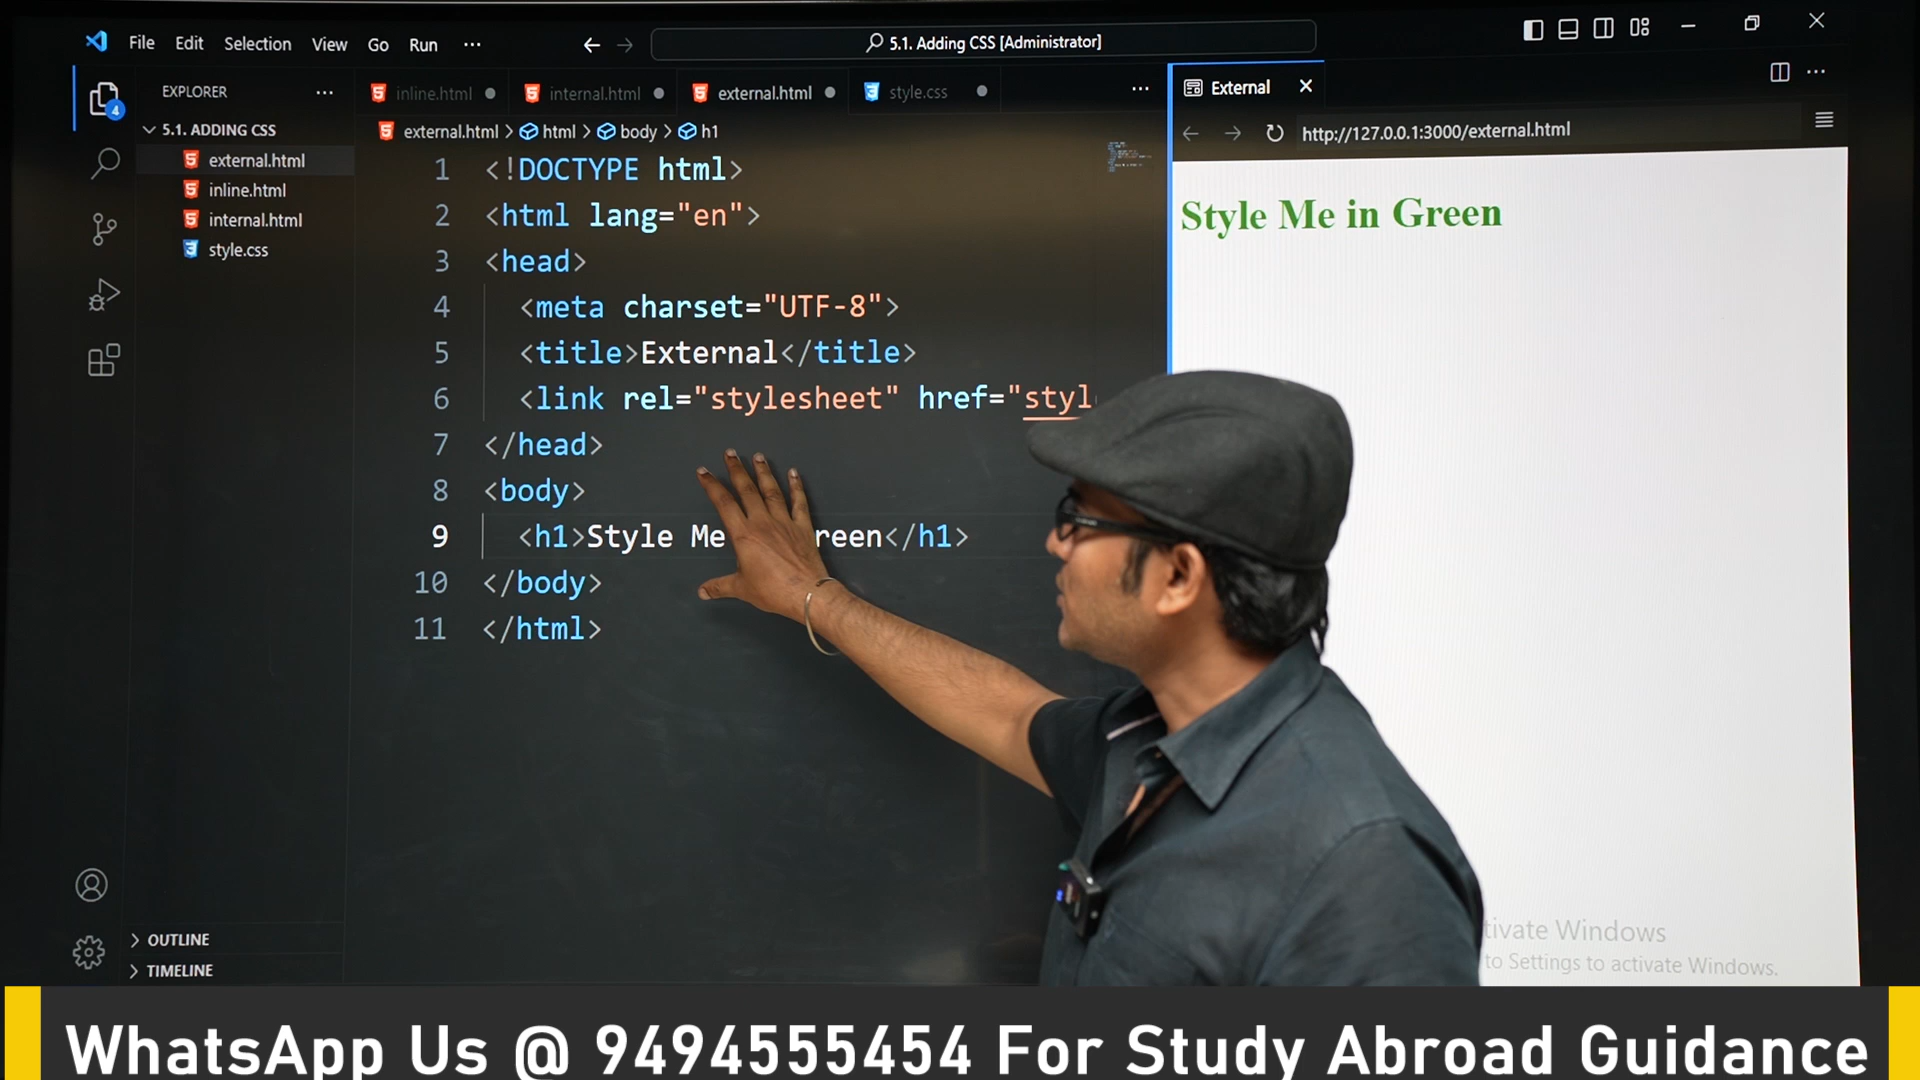 File Edit Selection View Go Run ...
5.1. Adding CSS [Administrator]
EXPLORER ...
inline.html
internal.html
external.html
style.css
...
External
5.1. ADDING CSS
external.html
inline.html
internal.html
style.css
external.html > html > body > h1
http://127.0.0.1:3000/external.html
4
1 <!DOCTYPE html>
2 <html lang="en">
3 <head>
4 <meta charset="UTF-8">
5 <title>External</title>
6 <link rel="stylesheet" href="styl
7 </head>
8 <body>
9 <h1>Style Me reen</h1>
10 </body>
11 </html>
Style Me in Green
OUTLINE
TIMELINE
tivate Windows
to Settings to activate Windows.
WhatsApp Us @ 9494555454 For Study Abroad Guidance